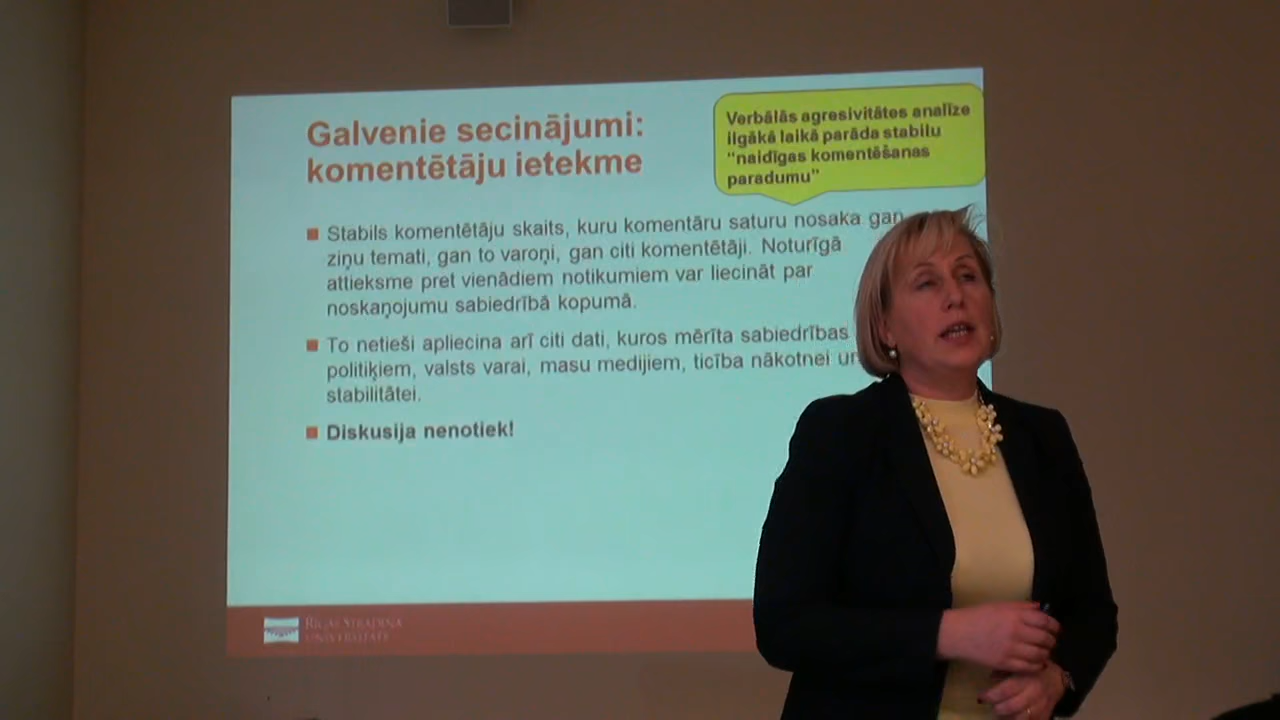 Galvenie secinājumi:
komentētāju ietekme
Verbālās agresivitātes analīze
ilgākā laikā parāda stabilu
"naidīgas komentēšanas
paradumu"
Stabils komentētāju skaits, kuru komentāru saturu nosaka gan
ziņu temati, gan to varoņi, gan citi komentētāji. Noturīgā
attieksme pret vienādiem notikumiem var liecināt par
noskaņojumu sabiedrībā kopumā.
To netieši apliecina arī citi dati, kuros mērīta sabiedrības
politiķiem, valsts varai, masu medijiem, ticība nākotnei un
stabilitātei.
Diskusija nenotiek!
RĪGAS STRADIŅA
UNIVERSITĀTE